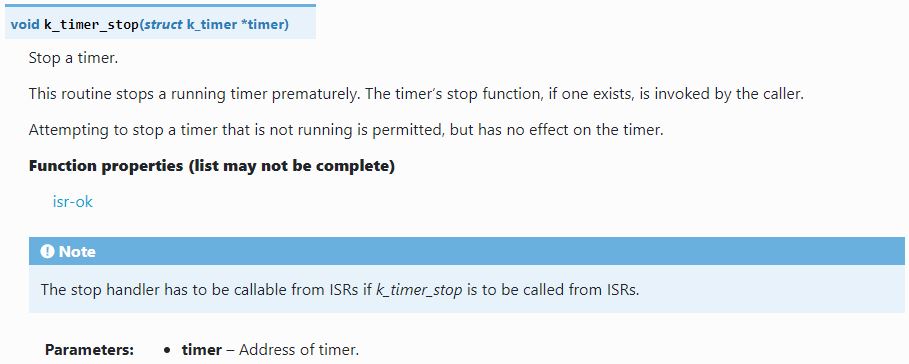 void k_timer_stop(struct k_timer *timer)
Stop a timer.
This routine stops a running timer prematurely. The timer’s stop function, if one exists, is invoked by the caller.
Attempting to stop a timer that is not running is permitted, but has no effect on the timer.
Function properties (list may not be complete)
isr-ok
Note
The stop handler has to be callable from ISRs if k_timer_stop is to be called from ISRs.
Parameters: • timer – Address of timer.